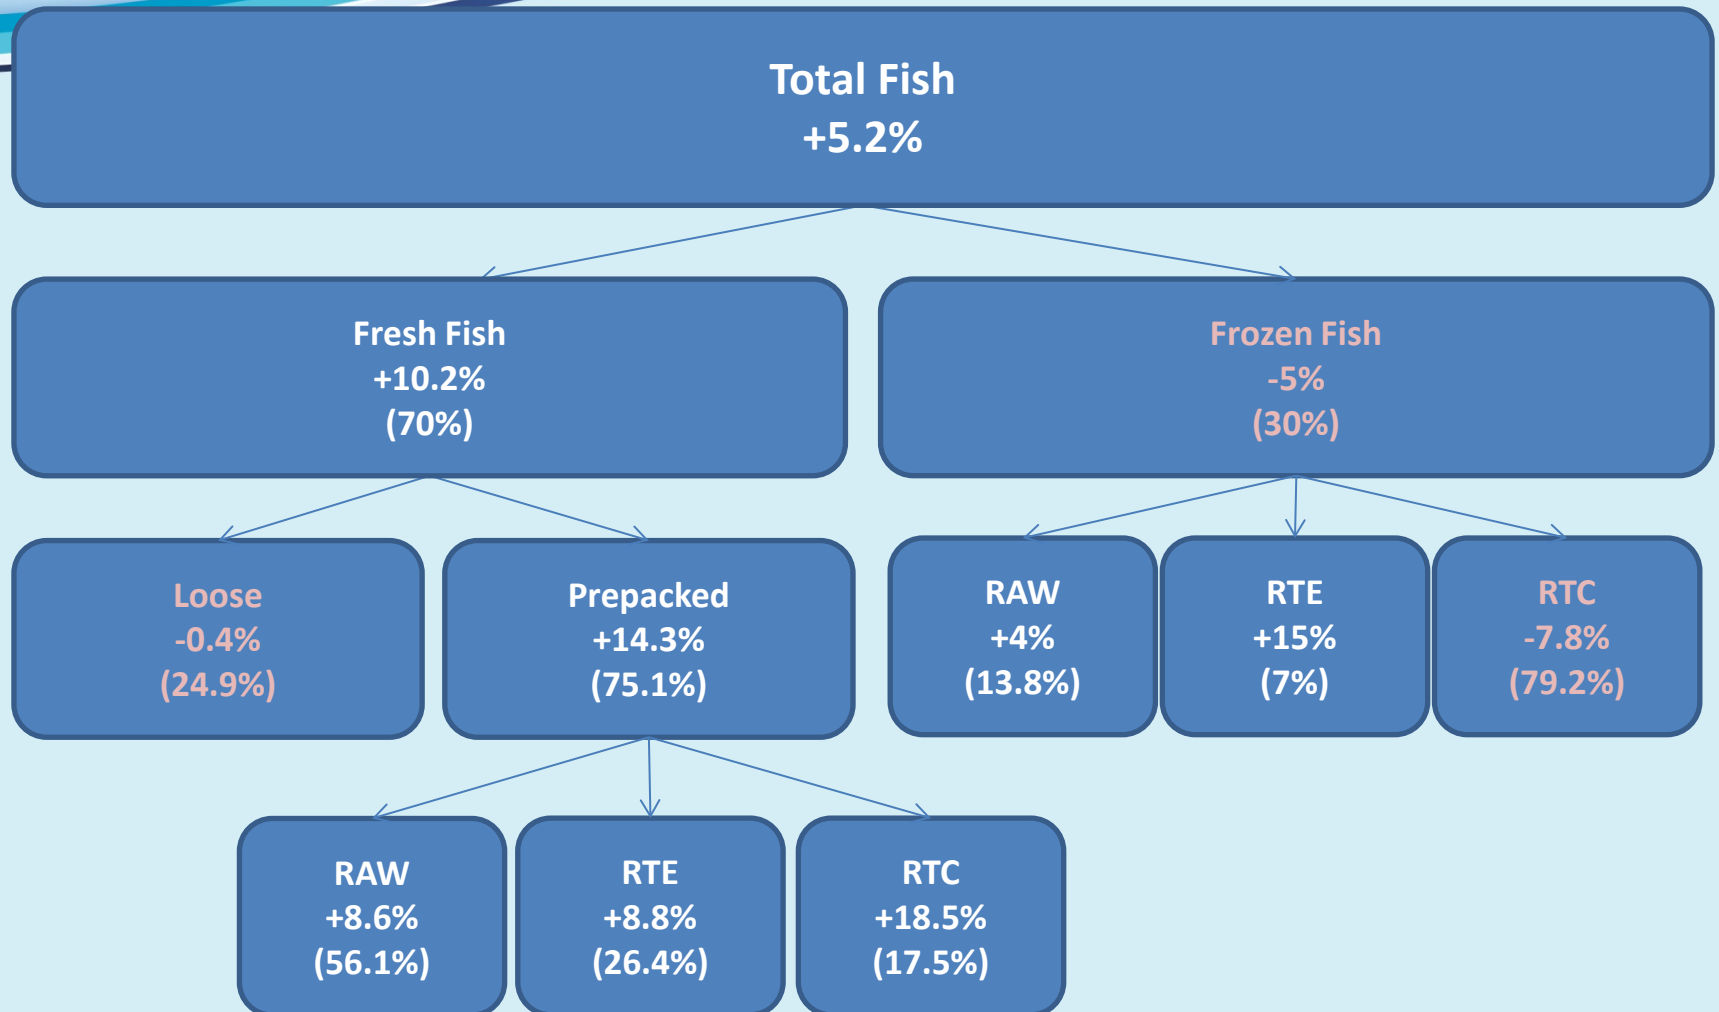 Total Fish
+5.2%
Fresh Fish
+10.2%
(70%)
Frozen Fish
-5%
(30%)
Loose
-0.4%
(24.9%)
Prepacked
+14.3%
(75.1%)
RAW
+4%
(13.8%)
RTE
+15%
(7%)
RTC
-7.8%
(79.2%)
RAW
+8.6%
(56.1%)
RTE
+8.8%
(26.4%)
RTC
+18.5%
(17.5%)